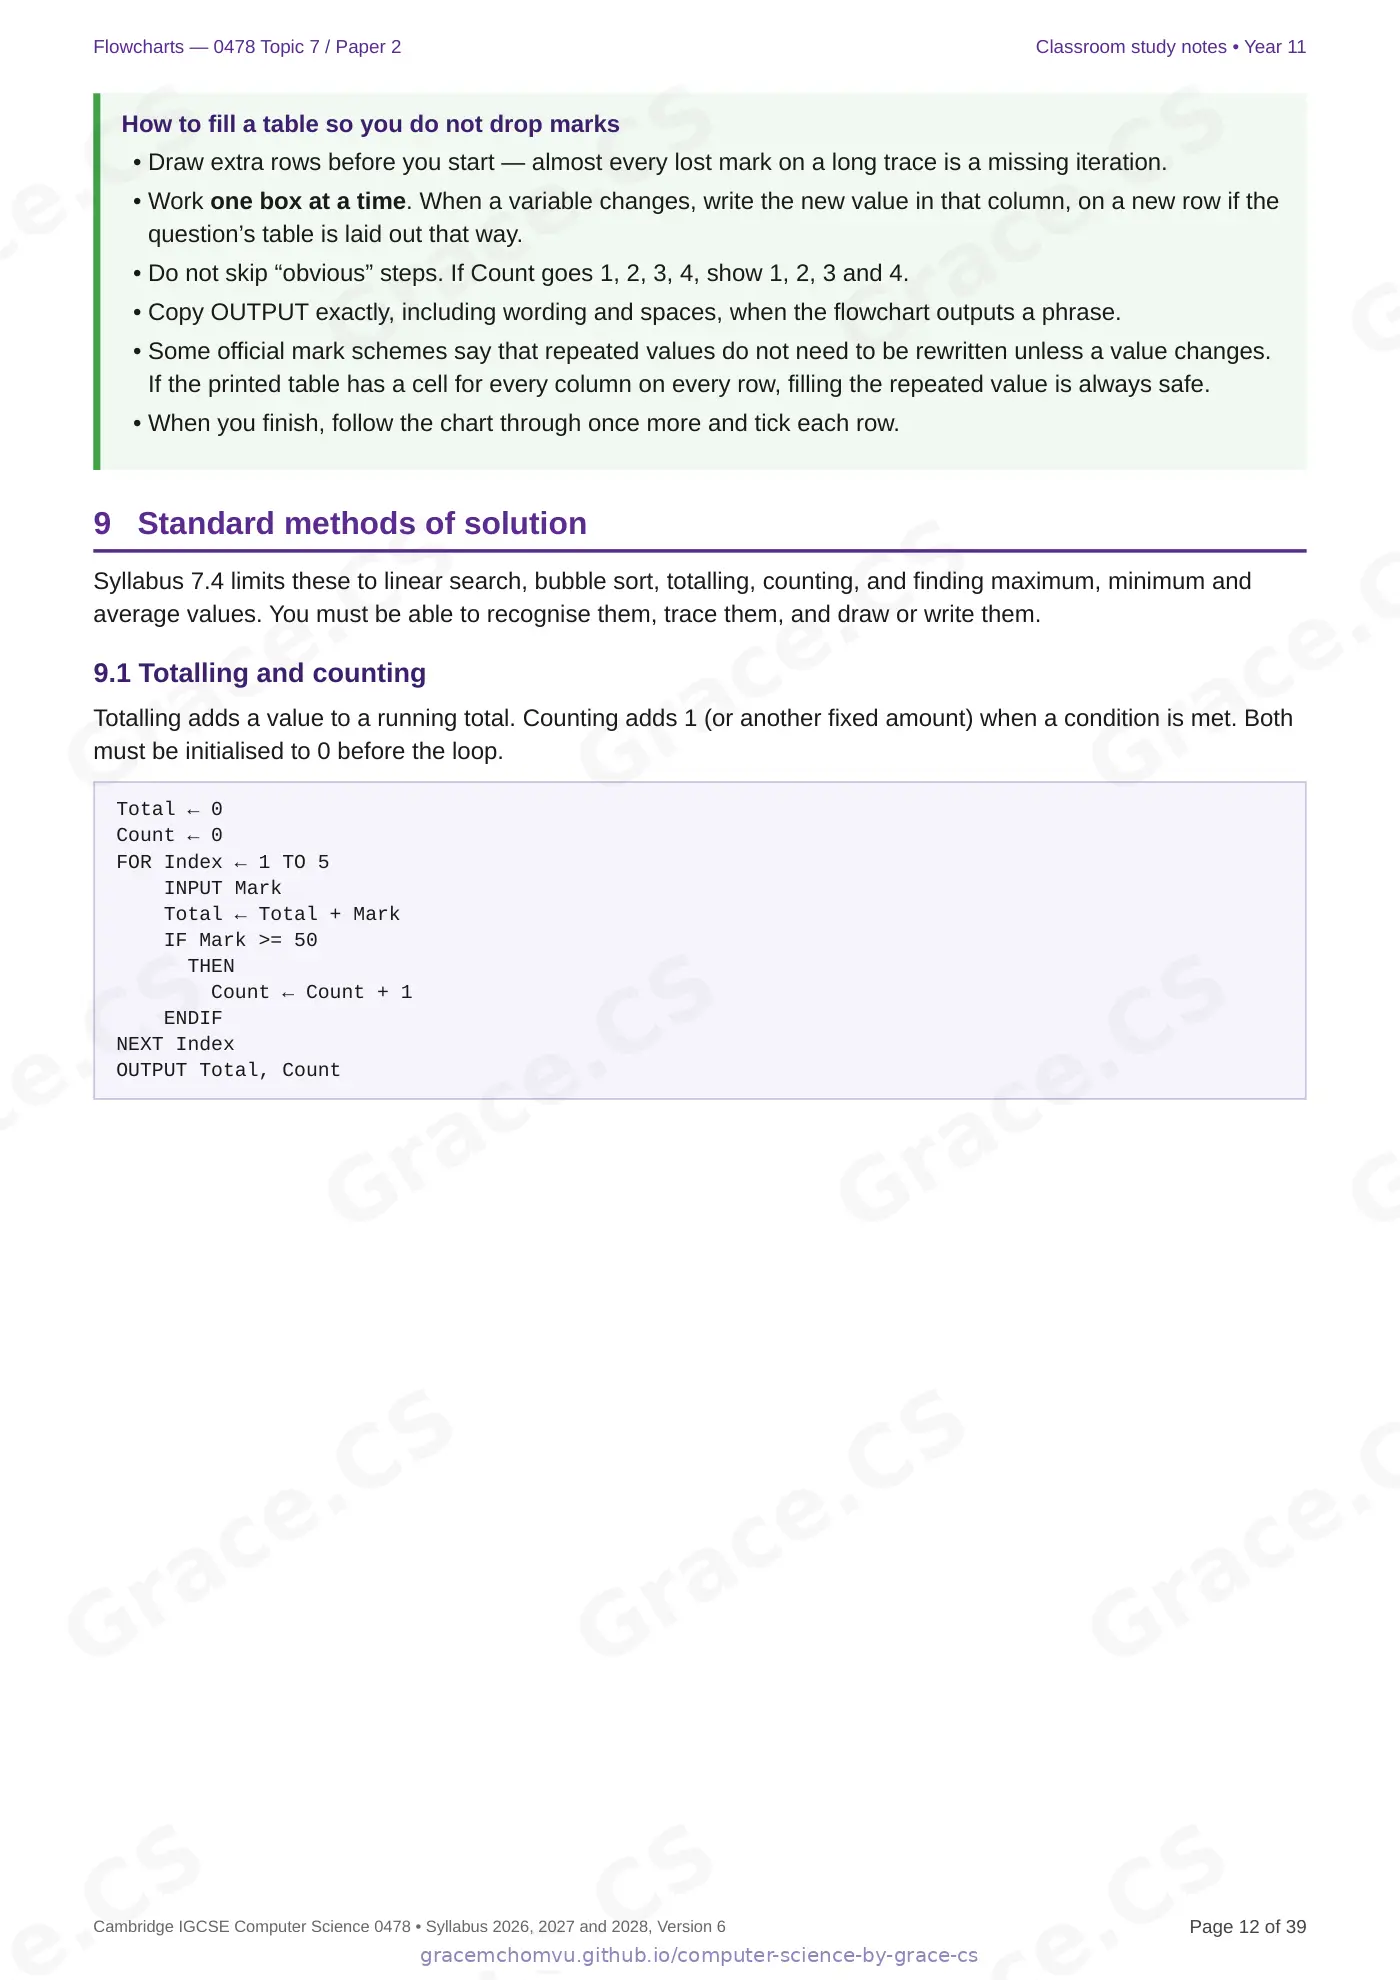 Flowcharts — 0478 Topic 7 / Paper 2
Classroom study notes • Year 11
How to fill a table so you do not drop marks
• Draw extra rows before you start — almost every lost mark on a long trace is a missing iteration.
• Work one box at a time. When a variable changes, write the new value in that column, on a new row if the
question’s table is laid out that way.
• Do not skip “obvious” steps. If Count goes 1, 2, 3, 4, show 1, 2, 3 and 4.
• Copy OUTPUT exactly, including wording and spaces, when the flowchart outputs a phrase.
• Some official mark schemes say that repeated values do not need to be rewritten unless a value changes.
If the printed table has a cell for every column on every row, filling the repeated value is always safe.
• When you finish, follow the chart through once more and tick each row.
9 Standard methods of solution
Syllabus 7.4 limits these to linear search, bubble sort, totalling, counting, and finding maximum, minimum and
average values. You must be able to recognise them, trace them, and draw or write them.
9.1 Totalling and counting
Totalling adds a value to a running total. Counting adds 1 (or another fixed amount) when a condition is met. Both
must be initialised to 0 before the loop.
Total ← 0
Count ← 0
FOR Index ← 1 TO 5
    INPUT Mark
    Total ← Total + Mark
    IF Mark >= 50
      THEN
        Count ← Count + 1
    ENDIF
NEXT Index
OUTPUT Total, Count
Grace.CS
Cambridge IGCSE Computer Science 0478 • Syllabus 2026, 2027 and 2028, Version 6
Page 12 of 39
gracemchomvu.github.io/computer-science-by-grace-cs